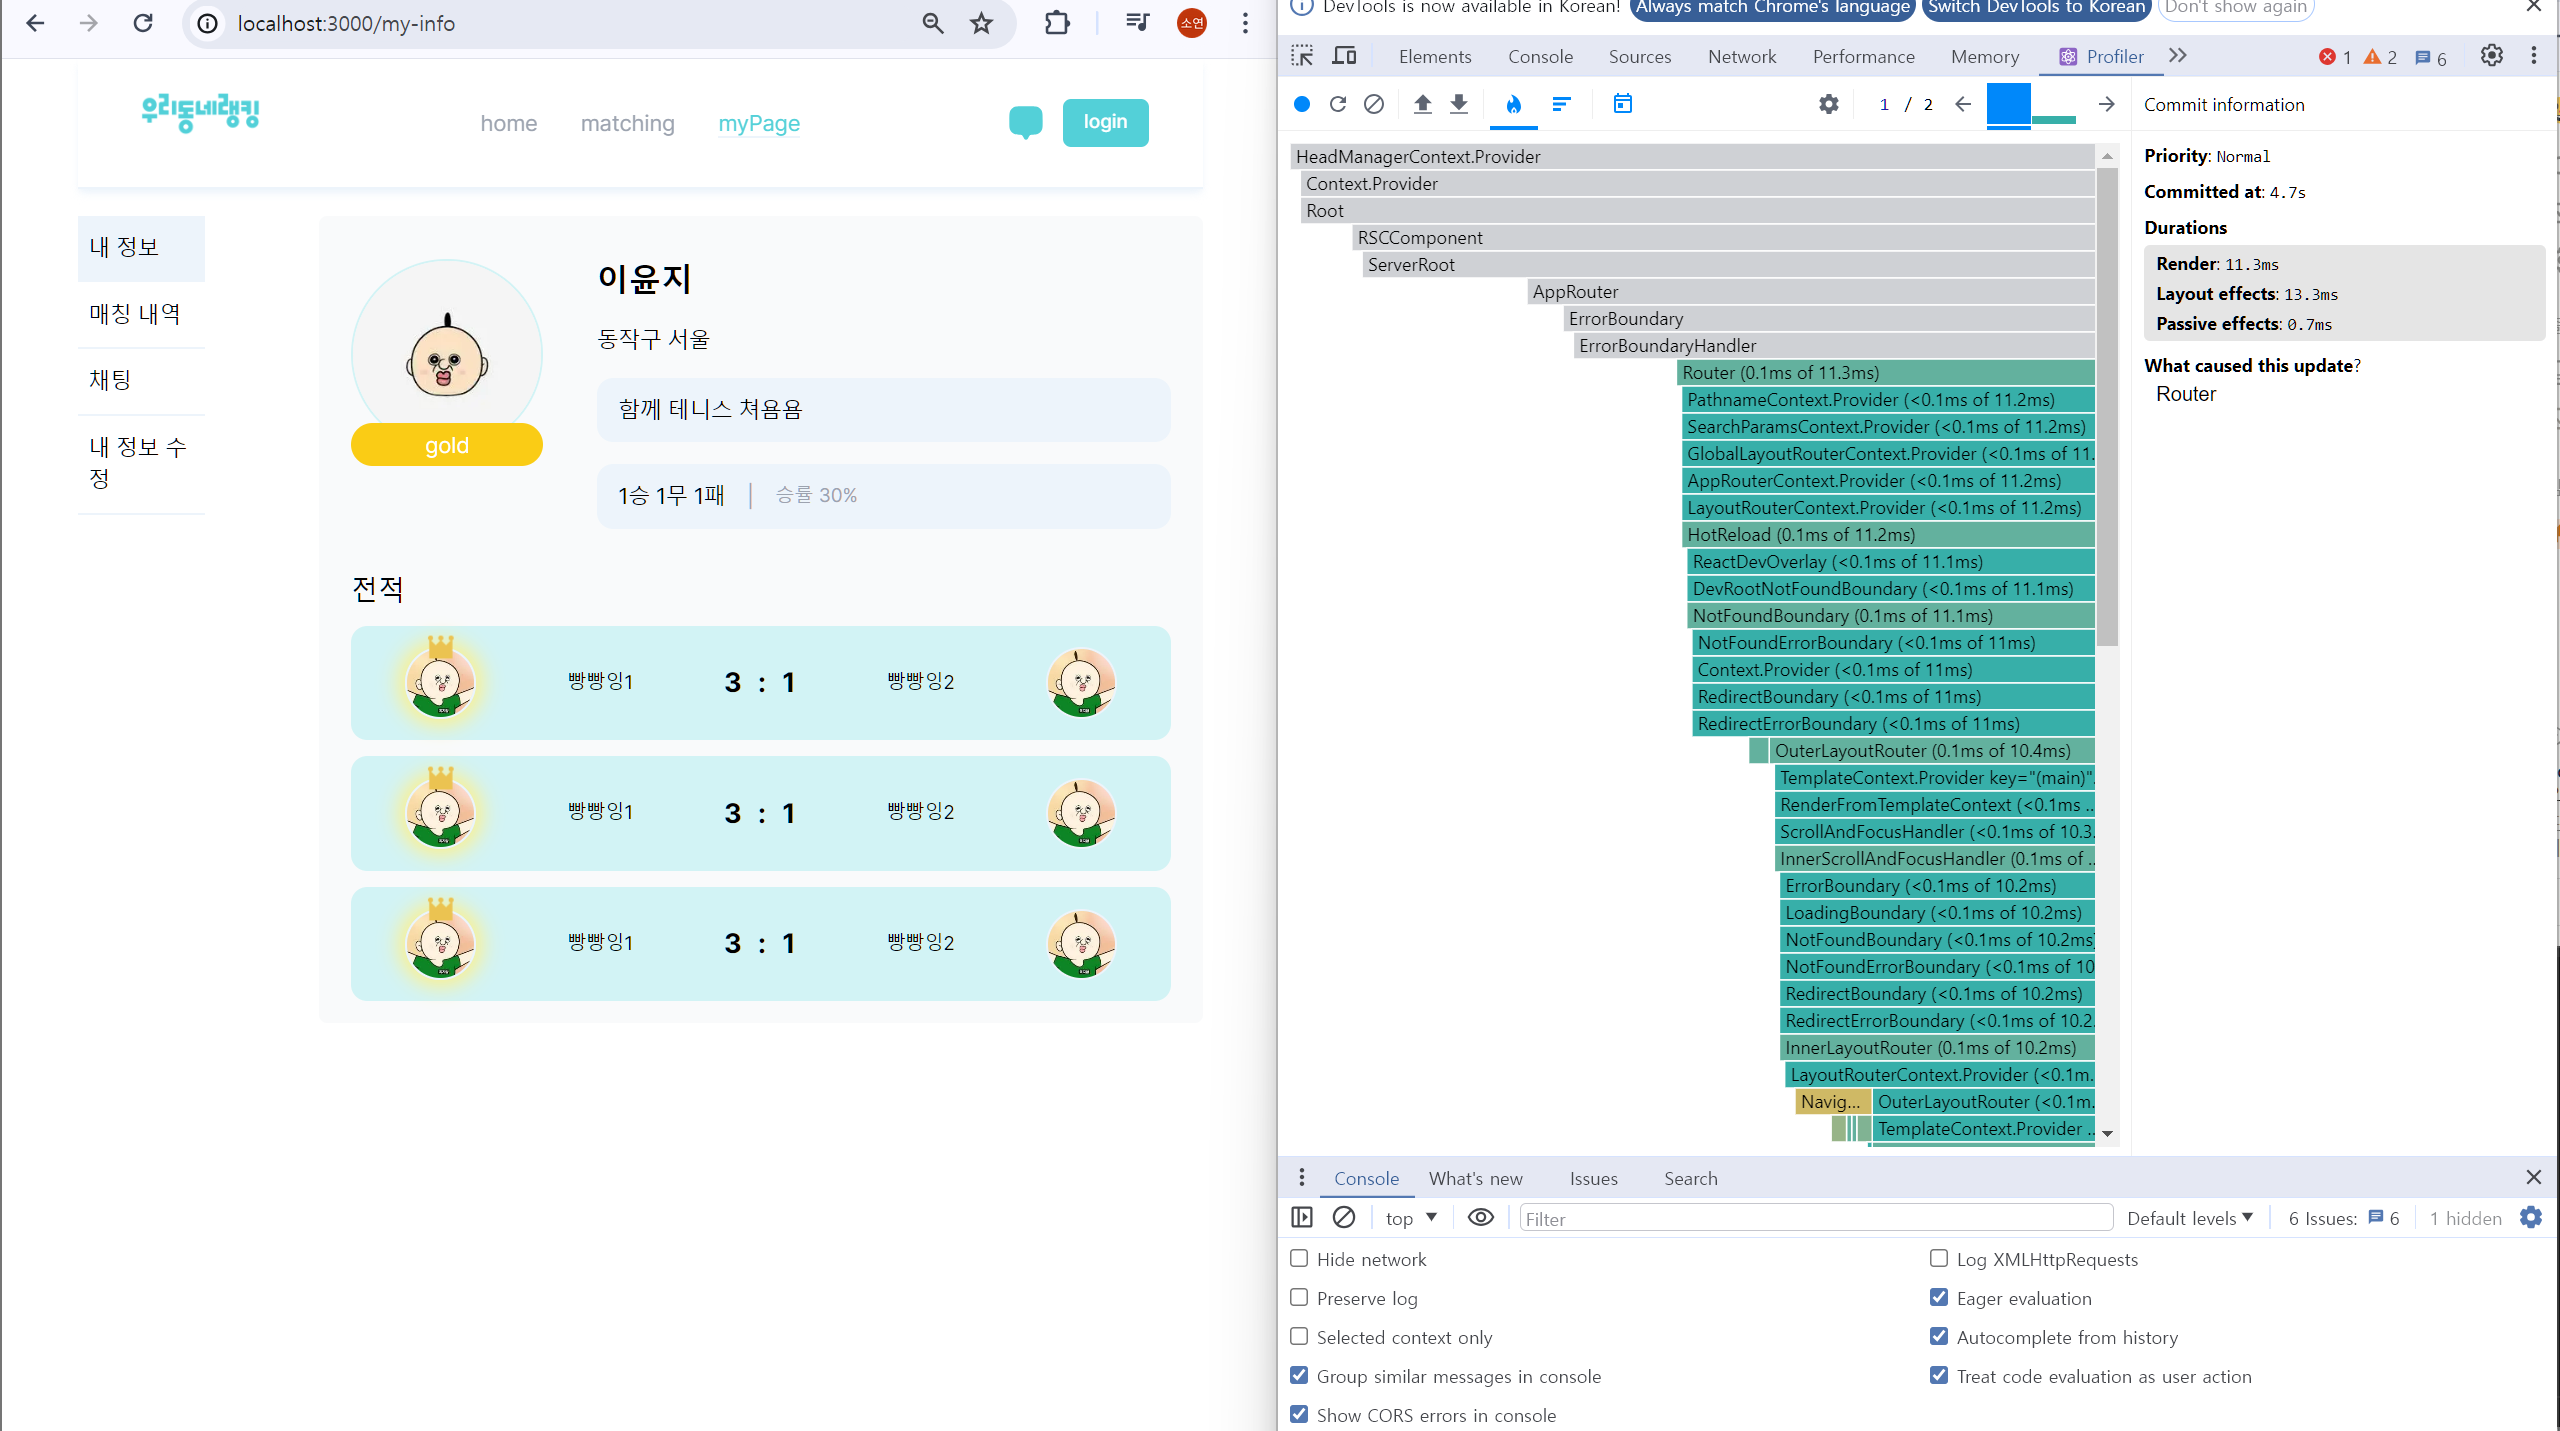 localhost:3000/my-info
소연
우리동네랭킹
home
matching
myPage
login
내 정보
매칭 내역
채팅
내 정보 수
정
이윤지
동작구 서울
함께 테니스 쳐욤욤
gold
1승 1무 1패 | 승률 30%
전적
빵빵잉1 3 : 1 빵빵잉2
빵빵잉1 3 : 1 빵빵잉2
빵빵잉1 3 : 1 빵빵잉2
DevTools is now available in Korean! Always match Chrome's language Switch DevTools to Korean Don't show again
Elements Console Sources Network Performance Memory Profiler 1 2 6
1 / 2
HeadManagerContext.Provider
Context.Provider
Root
RSCComponent
ServerRoot
AppRouter
ErrorBoundary
ErrorBoundaryHandler
Router (0.1ms of 11.3ms)
PathnameContext.Provider (<0.1ms of 11.2ms)
SearchParamsContext.Provider (<0.1ms of 11.2ms)
GlobalLayoutRouterContext.Provider (<0.1ms of 11.
AppRouterContext.Provider (<0.1ms of 11.2ms)
LayoutRouterContext.Provider (<0.1ms of 11.2ms)
HotReload (0.1ms of 11.2ms)
ReactDevOverlay (<0.1ms of 11.1ms)
DevRootNotFoundBoundary (<0.1ms of 11.1ms)
NotFoundBoundary (0.1ms of 11.1ms)
NotFoundErrorBoundary (<0.1ms of 11ms)
Context.Provider (<0.1ms of 11ms)
RedirectBoundary (<0.1ms of 11ms)
RedirectErrorBoundary (<0.1ms of 11ms)
OuterLayoutRouter (0.1ms of 10.4ms)
TemplateContext.Provider key="(main)"
RenderFromTemplateContext (<0.1ms ...
ScrollAndFocusHandler (<0.1ms of 10.3.
InnerScrollAndFocusHandler (0.1ms of ..
ErrorBoundary (<0.1ms of 10.2ms)
LoadingBoundary (<0.1ms of 10.2ms)
NotFoundBoundary (<0.1ms of 10.2ms)
NotFoundErrorBoundary (<0.1ms of 10
RedirectBoundary (<0.1ms of 10.2ms)
RedirectErrorBoundary (<0.1ms of 10.2.
InnerLayoutRouter (0.1ms of 10.2ms)
LayoutRouterContext.Provider (<0.1m.
Navig... OuterLayoutRouter (<0.1m.
TemplateContext.Provider ..
Commit information
Priority: Normal
Committed at: 4.7s
Durations
Render: 11.3ms
Layout effects: 13.3ms
Passive effects: 0.7ms
What caused this update?
Router
Console What's new Issues Search
top Filter Default levels 6 Issues: 6 1 hidden
Hide network
Log XMLHttpRequests
Preserve log
Eager evaluation
Selected context only
Autocomplete from history
Group similar messages in console
Treat code evaluation as user action
Show CORS errors in console